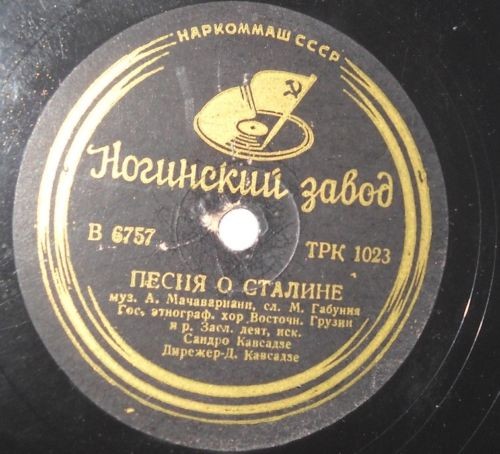 НАРКОММАШ СССР
Ногинский завод
В 6757
ТРК 1023
ПЕСНЯ О СТАЛИНЕ
муз. А. Мачавариани, сл. М. Габуния
Гос. этнограф. хор Восточн. Грузии
и р. Засл. деят. иск.
Сандро Кавсадзе
Дирежер-Д. Кавсадзе